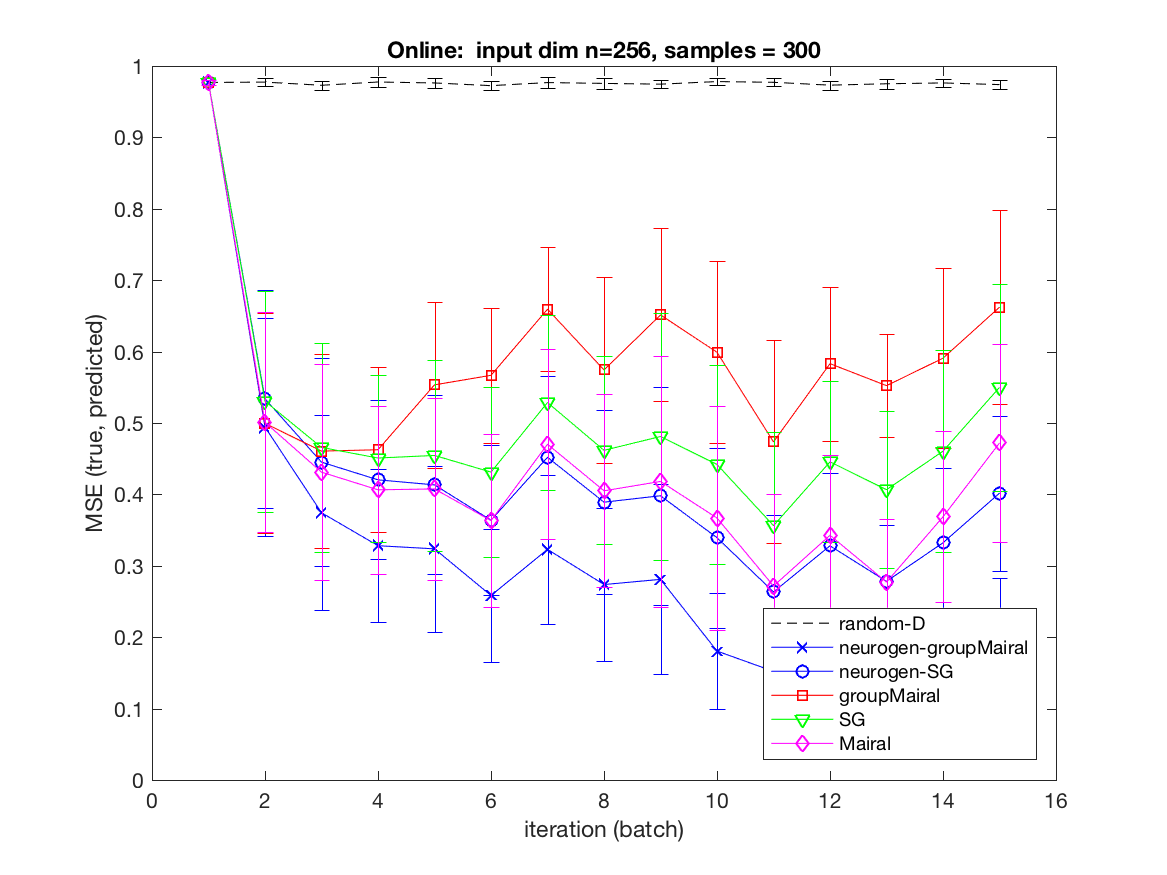 Online: input dim n=256, samples = 300
MSE (true, predicted)
1
0.9
0.8
0.7
0.6
0.5
0.4
0.3
0.2
0.1
0
random-D
neurogen-groupMairal
neurogen-SG
groupMairal
SG
Mairal
0 2 4 6 8 10 12 14 16
iteration (batch)